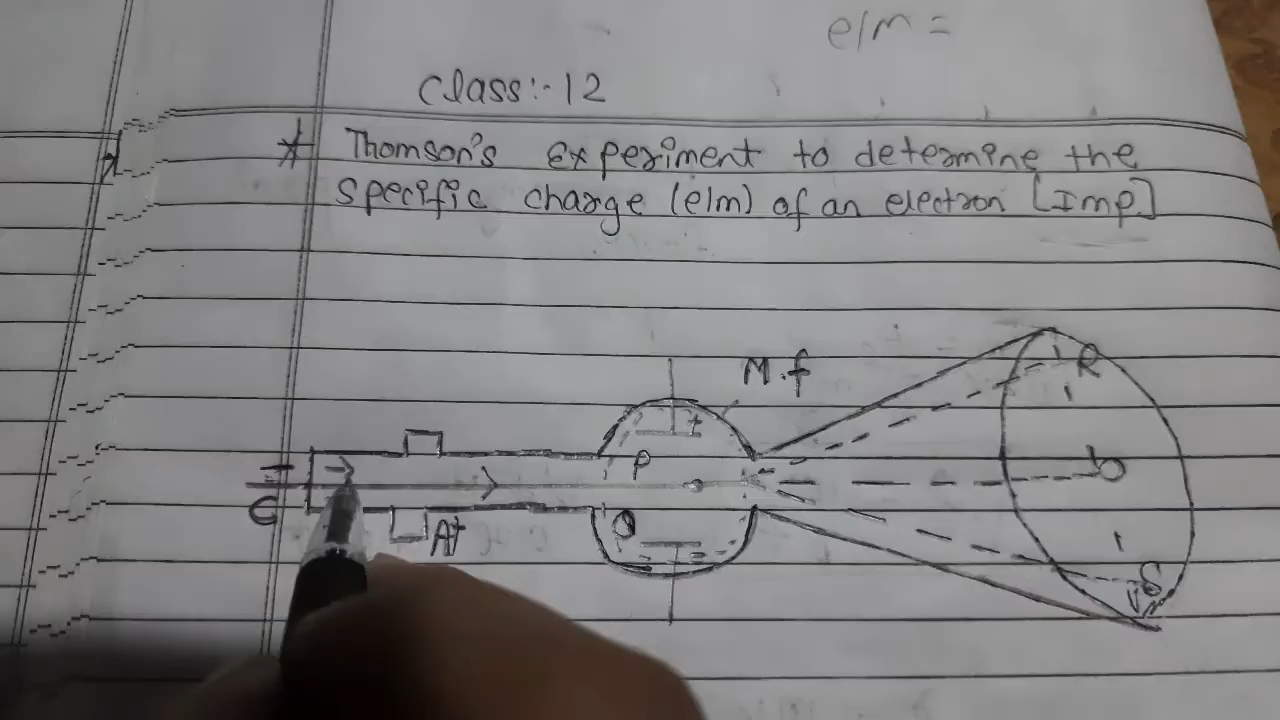 e/m =
Class:- 12
* Thomson's Experiment to determine the
specific charge (e/m) of an electron [Imp]
M.f
R
+
P
O
-
C
Q
A+
S